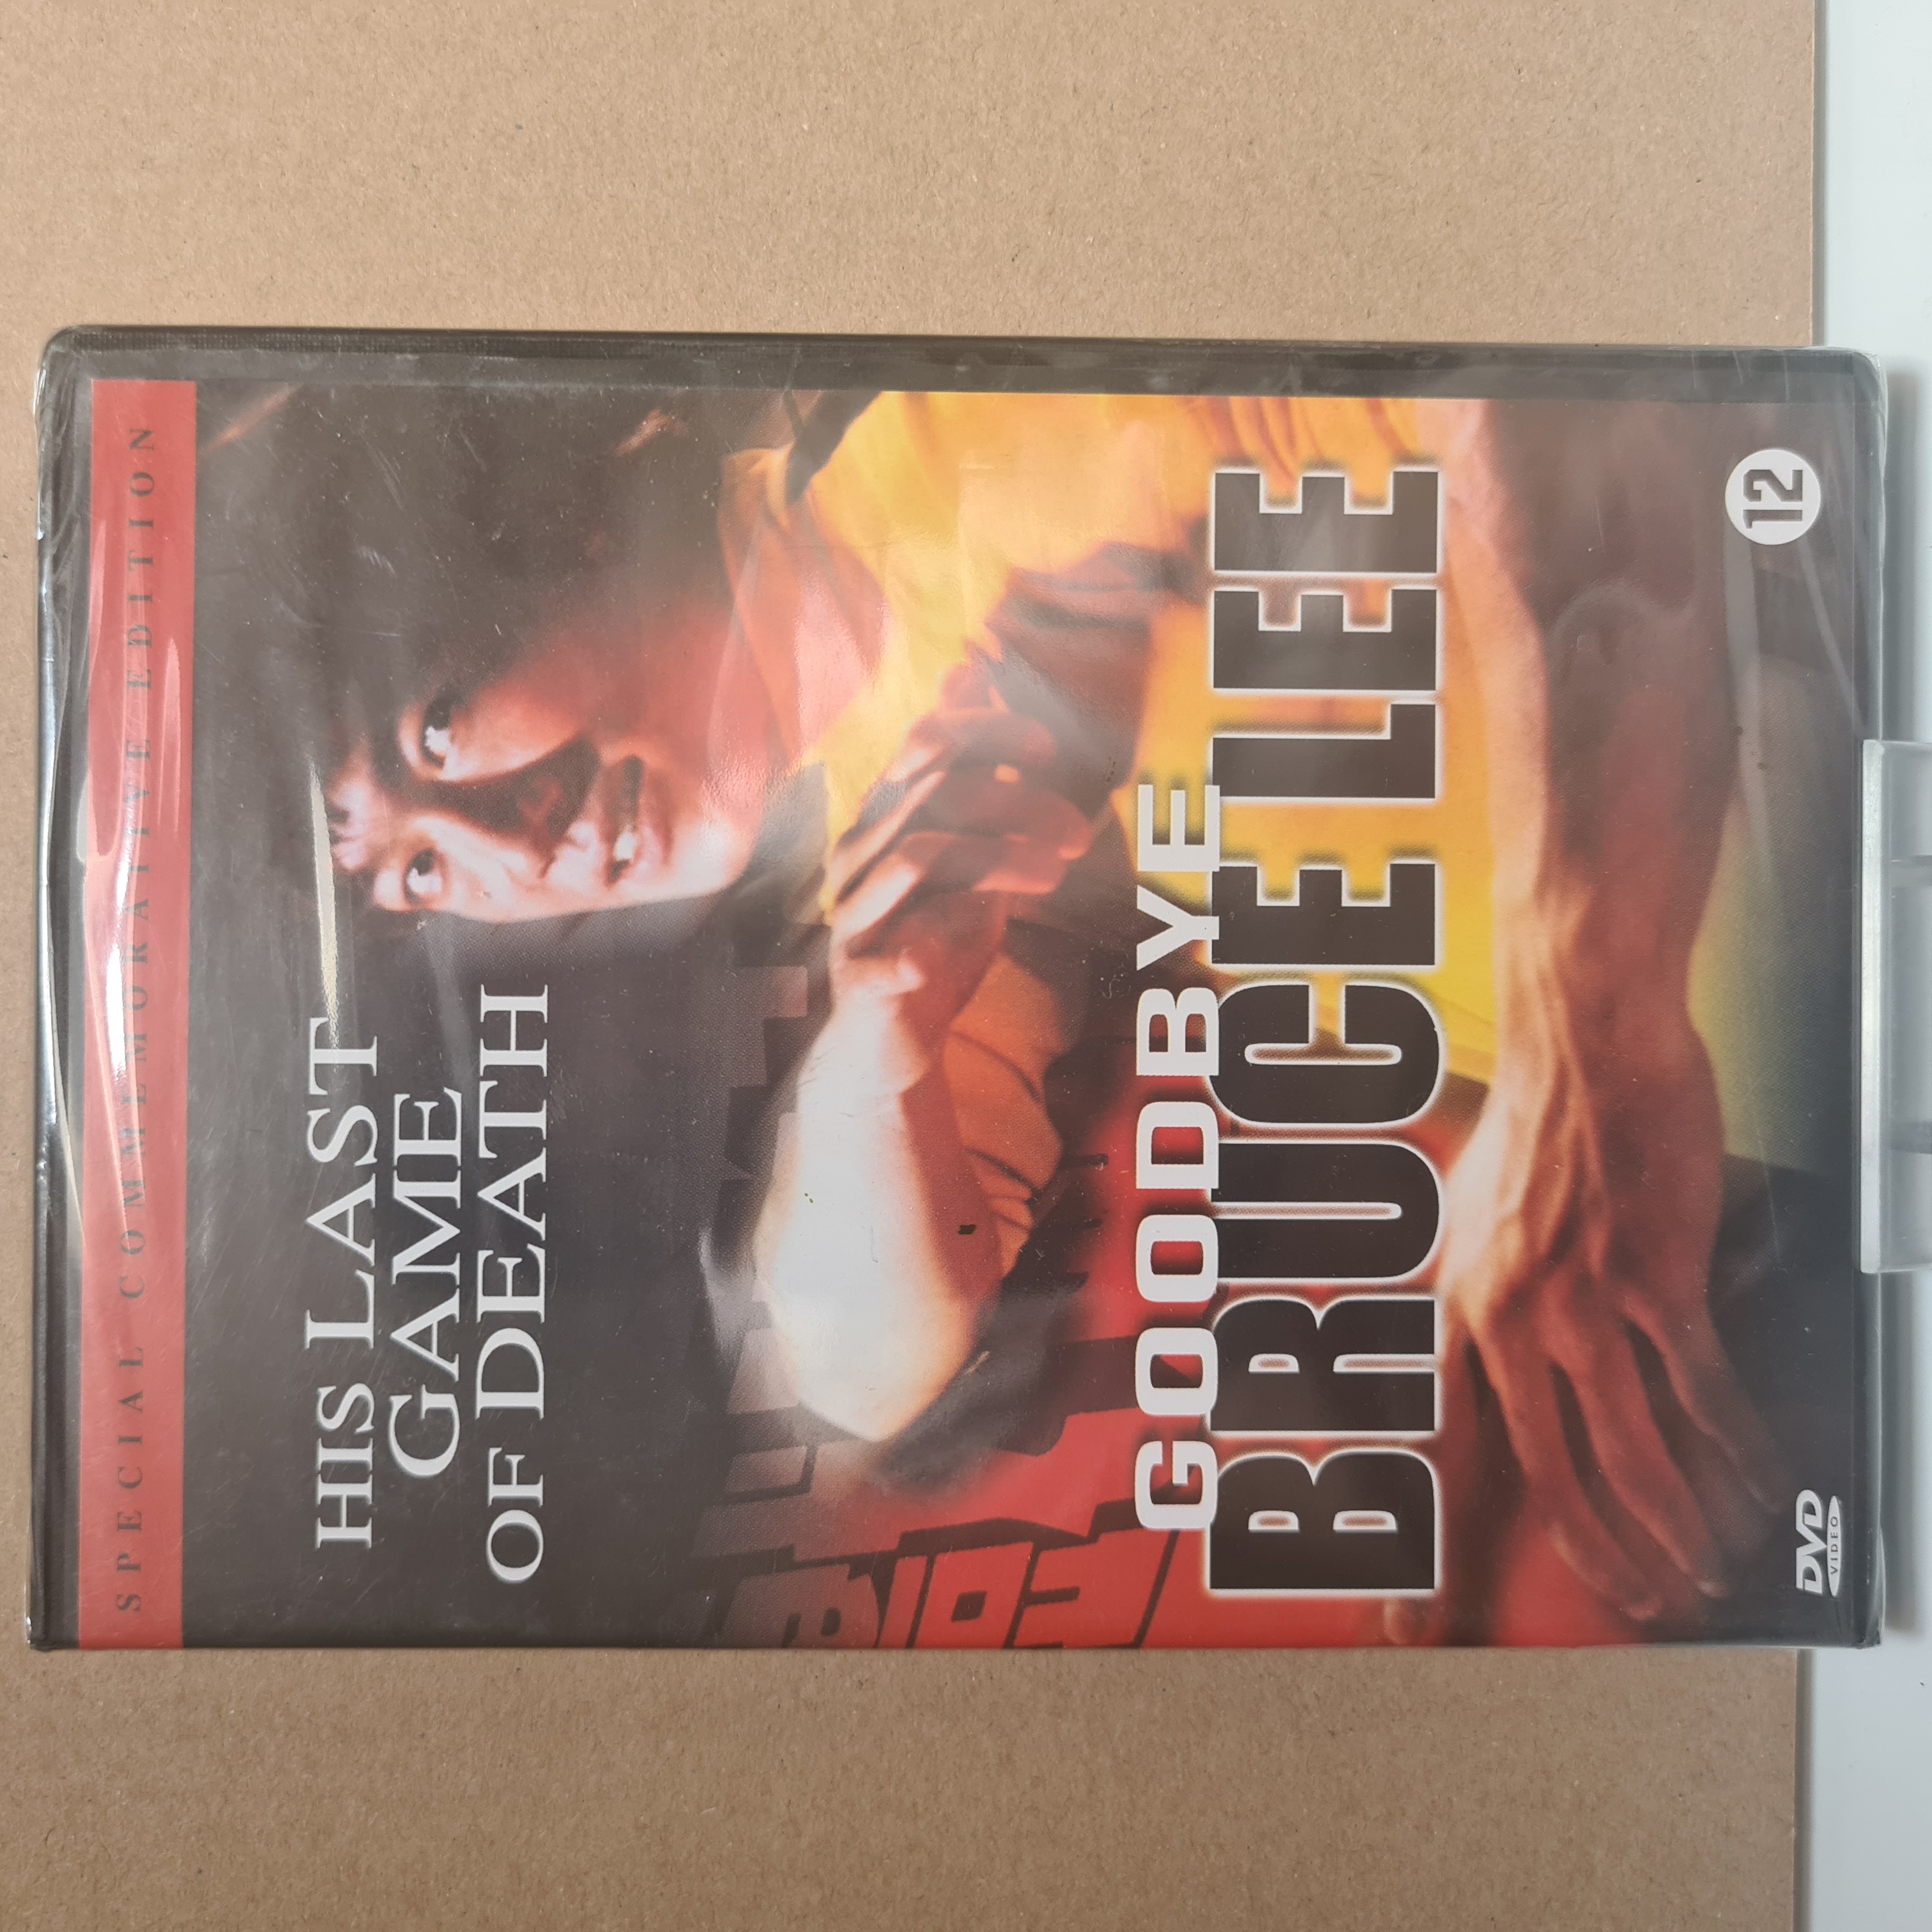 SPECIAL COMMEMORATIVE EDITION
HIS LAST
GAME
OF DEATH
GOODBYE
BRUCE LEE
DVD
VIDEO
12